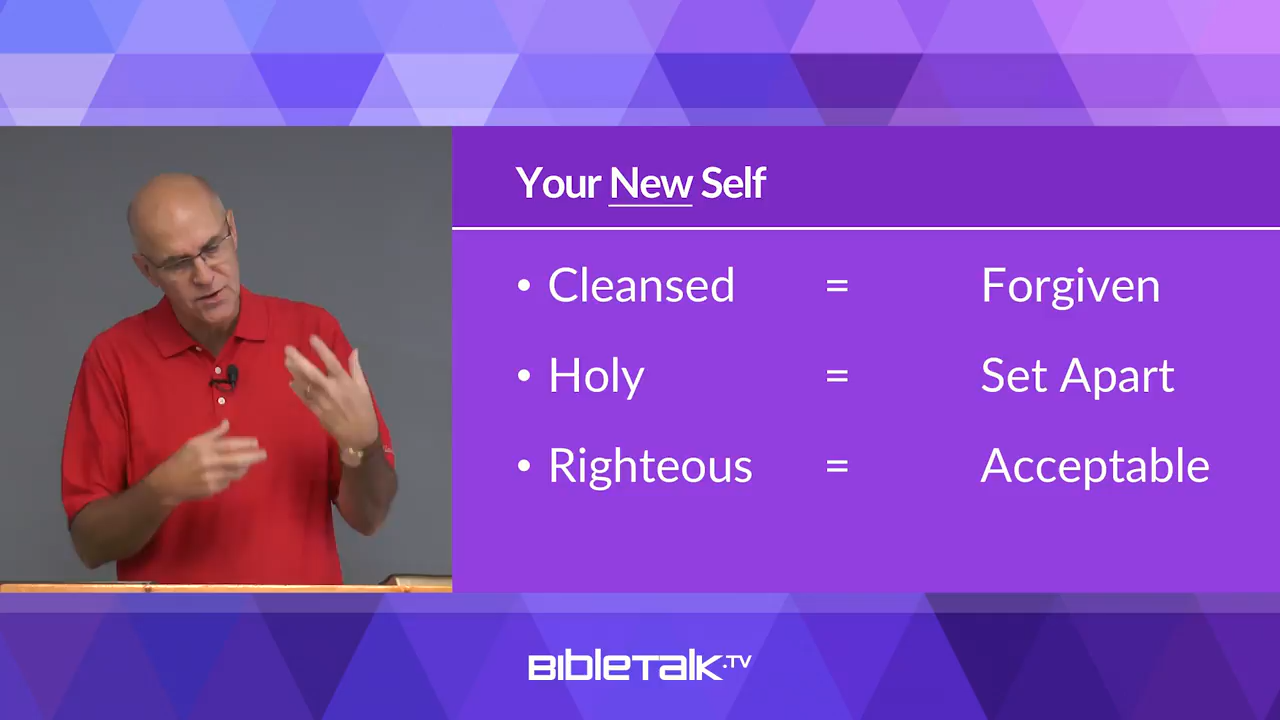 Your New Self
• Cleansed = Forgiven
• Holy = Set Apart
• Righteous = Acceptable
BibleTalk.TV